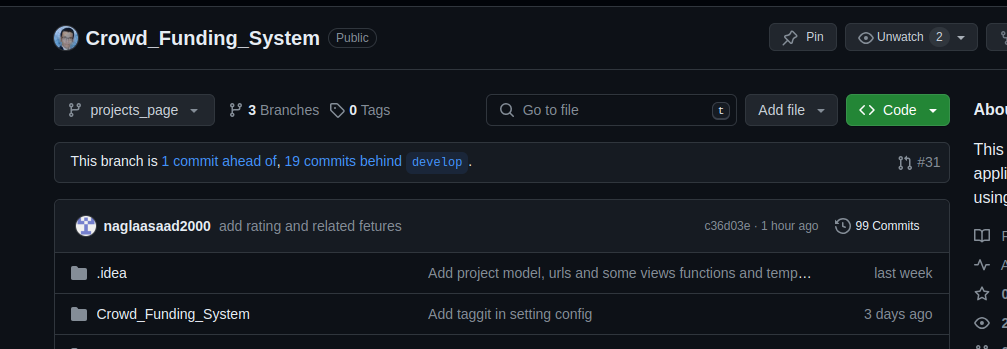 Crowd_Funding_System Public Pin Unwatch 2
projects_page 3 Branches 0 Tags Go to file t Add file Code
This branch is 1 commit ahead of, 19 commits behind develop. #31
naglaasaad2000 add rating and related fetures c36d03e · 1 hour ago 99 Commits
.idea Add project model, urls and some views functions and temp… last week
Crowd_Funding_System Add taggit in setting config 3 days ago
Abou
This
appli
using